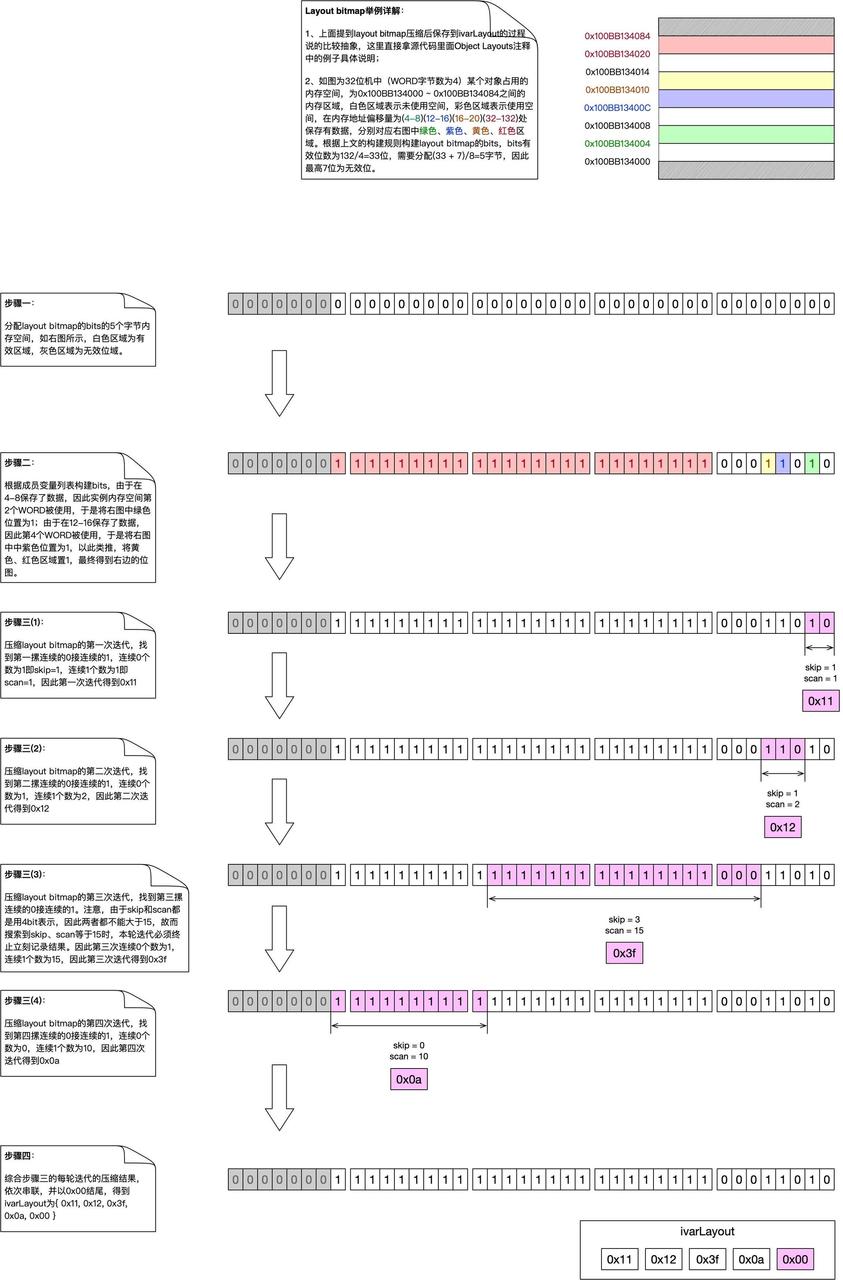 Layout bitmap举例详解：
1、上面提到layout bitmap压缩后保存到ivarLayout的过程
说的比较抽象，这里直接拿源代码里面Object Layouts注释
中的例子具体说明；
2、如图为32位机中（WORD字节数为4）某个对象占用的
内存空间，为0x100BB134000 ~ 0x100BB134084之间的
内存区域，白色区域表示未使用空间，彩色区域表示使用空
间，在内存地址偏移量为(4-8)(12-16)(16-20)(32-132)处
保存有数据，分别对应右图中绿色、紫色、黄色、红色区
域。根据上文的构建规则构建layout bitmap的bits，bits有
效位数为132/4=33位，需要分配(33 + 7)/8=5字节，因此
最高7位为无效位。
0x100BB134084
0x100BB134020
0x100BB134014
0x100BB134010
0x100BB13400C
0x100BB134008
0x100BB134004
0x100BB134000
步骤一：
分配layout bitmap的bits的5个字节内
存空间，如右图所示，白色区域为有
效区域，灰色区域为无效位域。
0 0 0 0 0 0 0 0 0 0 0 0 0 0 0 0 0 0 0 0 0 0 0 0 0 0 0 0 0 0 0 0 0 0 0 0 0 0 0 0
步骤二：
根据成员变量列表构建bits，由于在
4-8保存了数据，因此实例内存空间第
2个WORD被使用，于是将右图中绿色
位置为1；由于在12-16保存了数据，
因此第4个WORD被使用，于是将右图
中中紫色位置为1，以此类推，将黄
色、红色区域置1，最终得到右边的位
图。
0 0 0 0 0 0 0 1 1 1 1 1 1 1 1 1 1 1 1 1 1 1 1 1 1 1 1 1 1 1 1 1 0 0 0 1 1 0 1 0
步骤三(1)：
压缩layout bitmap的第一次迭代，找
到第一摞连续的0接连续的1，连续0个
数为1即skip=1，连续1个数为1即
scan=1，因此第一次迭代得到0x11
0 0 0 0 0 0 0 1 1 1 1 1 1 1 1 1 1 1 1 1 1 1 1 1 1 1 1 1 1 1 1 1 0 0 0 1 1 0 1 0
skip = 1
scan = 1
0x11
步骤三(2)：
压缩layout bitmap的第二次迭代，找
到第二摞连续的0接连续的1，连续0个
数为1，连续1个数为2，因此第二次迭
代得到0x12
0 0 0 0 0 0 0 1 1 1 1 1 1 1 1 1 1 1 1 1 1 1 1 1 1 1 1 1 1 1 1 1 0 0 0 1 1 0 1 0
skip = 1
scan = 2
0x12
步骤三(3)：
压缩layout bitmap的第三次迭代，找到第三摞
连续的0接连续的1。注意，由于skip和scan都
是用4bit表示，因此两者都不能大于15，故而
搜索到skip、scan等于15时，本轮迭代必须终
止立刻记录结果。因此第三次连续0个数为1，
连续1个数为15，因此第三次迭代得到0x3f
0 0 0 0 0 0 0 1 1 1 1 1 1 1 1 1 1 1 1 1 1 1 1 1 1 1 1 1 1 1 1 1 0 0 0 1 1 0 1 0
skip = 3
scan = 15
0x3f
步骤三(4)：
压缩layout bitmap的第四次迭代，找
到第四摞连续的0接连续的1，连续0个
数为0，连续1个数为10，因此第四次
迭代得到0x0a
0 0 0 0 0 0 0 1 1 1 1 1 1 1 1 1 1 1 1 1 1 1 1 1 1 1 1 1 1 1 1 1 0 0 0 1 1 0 1 0
skip = 0
scan = 10
0x0a
步骤四：
综合步骤三的每轮迭代的压缩结果，
依次串联，并以0x00结尾，得到
ivarLayout为{ 0x11, 0x12, 0x3f,
0x0a, 0x00 }
0 0 0 0 0 0 0 1 1 1 1 1 1 1 1 1 1 1 1 1 1 1 1 1 1 1 1 1 1 1 1 1 0 0 0 1 1 0 1 0
ivarLayout
0x11 0x12 0x3f 0x0a 0x00